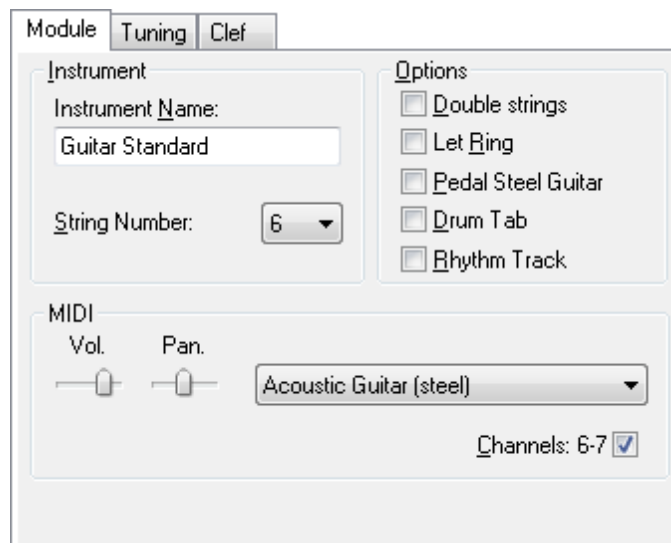 Module Tuning Clef
Instrument
Instrument Name:
Guitar Standard
String Number: 6
Options
Double strings
Let Ring
Pedal Steel Guitar
Drum Tab
Rhythm Track
MIDI
Vol. Pan.
Acoustic Guitar (steel)
Channels: 6-7